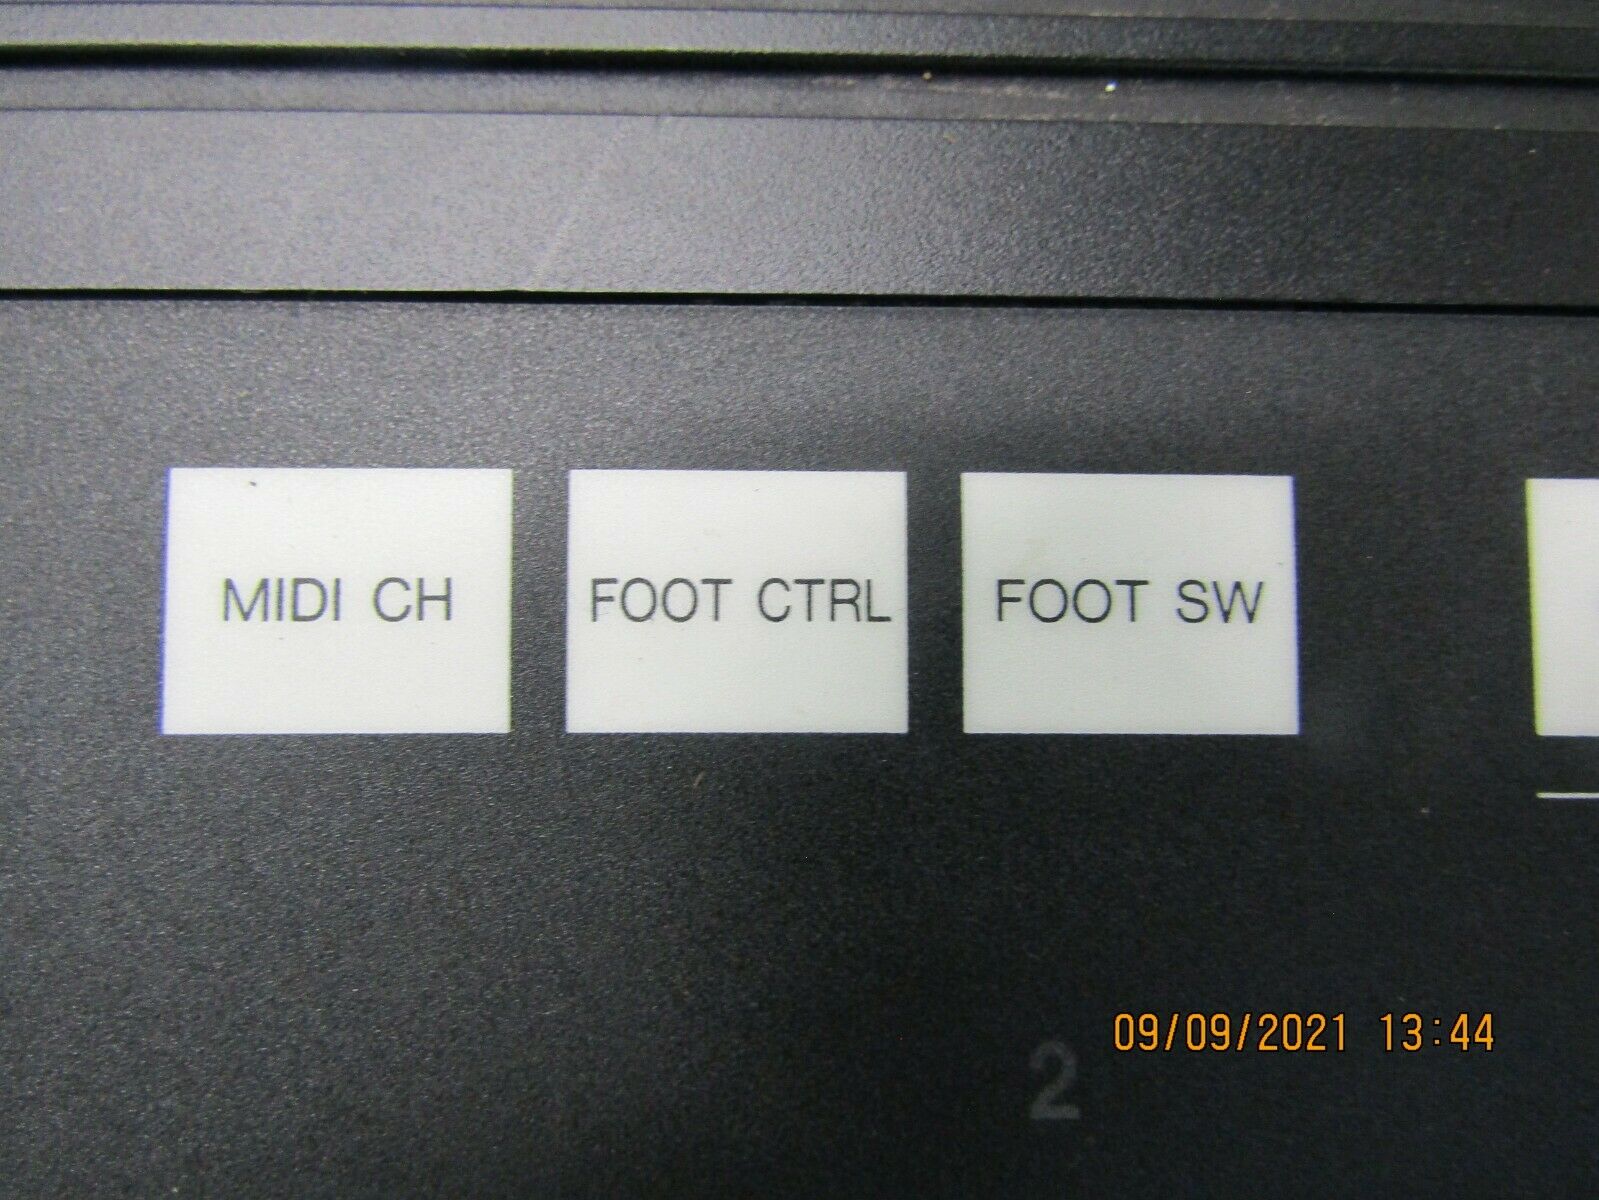 MIDI CH
FOOT CTRL
FOOT SW
09/09/2021 13:44
2